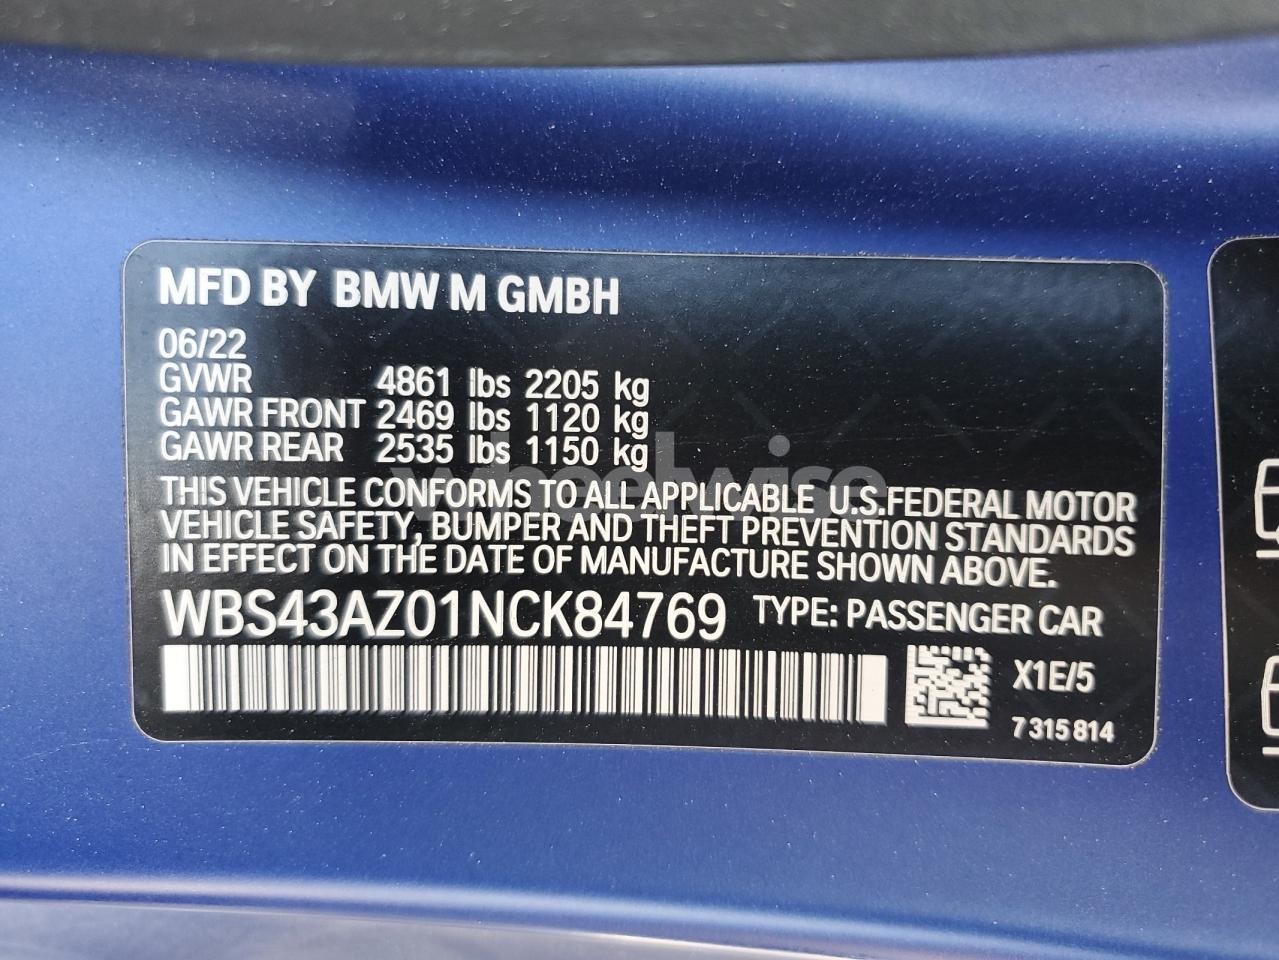 MFD BY BMW M GMBH
06/22
GVWR 4861 lbs 2205 kg
GAWR FRONT 2469 lbs 1120 kg
GAWR REAR 2535 lbs 1150 kg
wheelwise
THIS VEHICLE CONFORMS TO ALL APPLICABLE U.S.FEDERAL MOTOR
VEHICLE SAFETY, BUMPER AND THEFT PREVENTION STANDARDS
IN EFFECT ON THE DATE OF MANUFACTURE SHOWN ABOVE.
WBS43AZ01NCK84769 TYPE: PASSENGER CAR
X1E/5
7 315 814